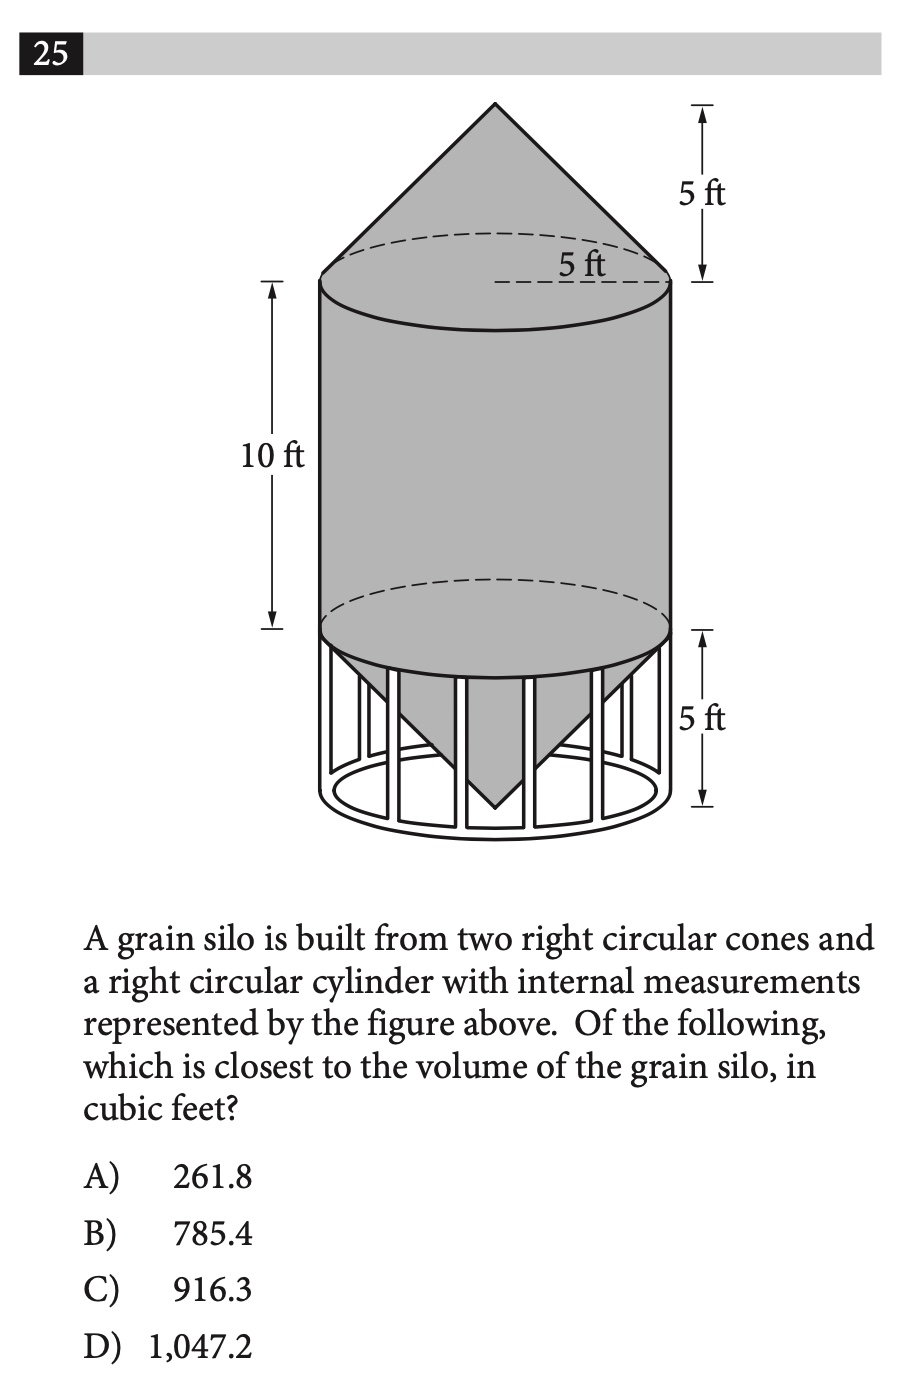 25
5 ft
5 ft
10 ft
5 ft
A grain silo is built from two right circular cones and
a right circular cylinder with internal measurements
represented by the figure above. Of the following,
which is closest to the volume of the grain silo, in
cubic feet?
A) 261.8
B) 785.4
C) 916.3
D) 1,047.2